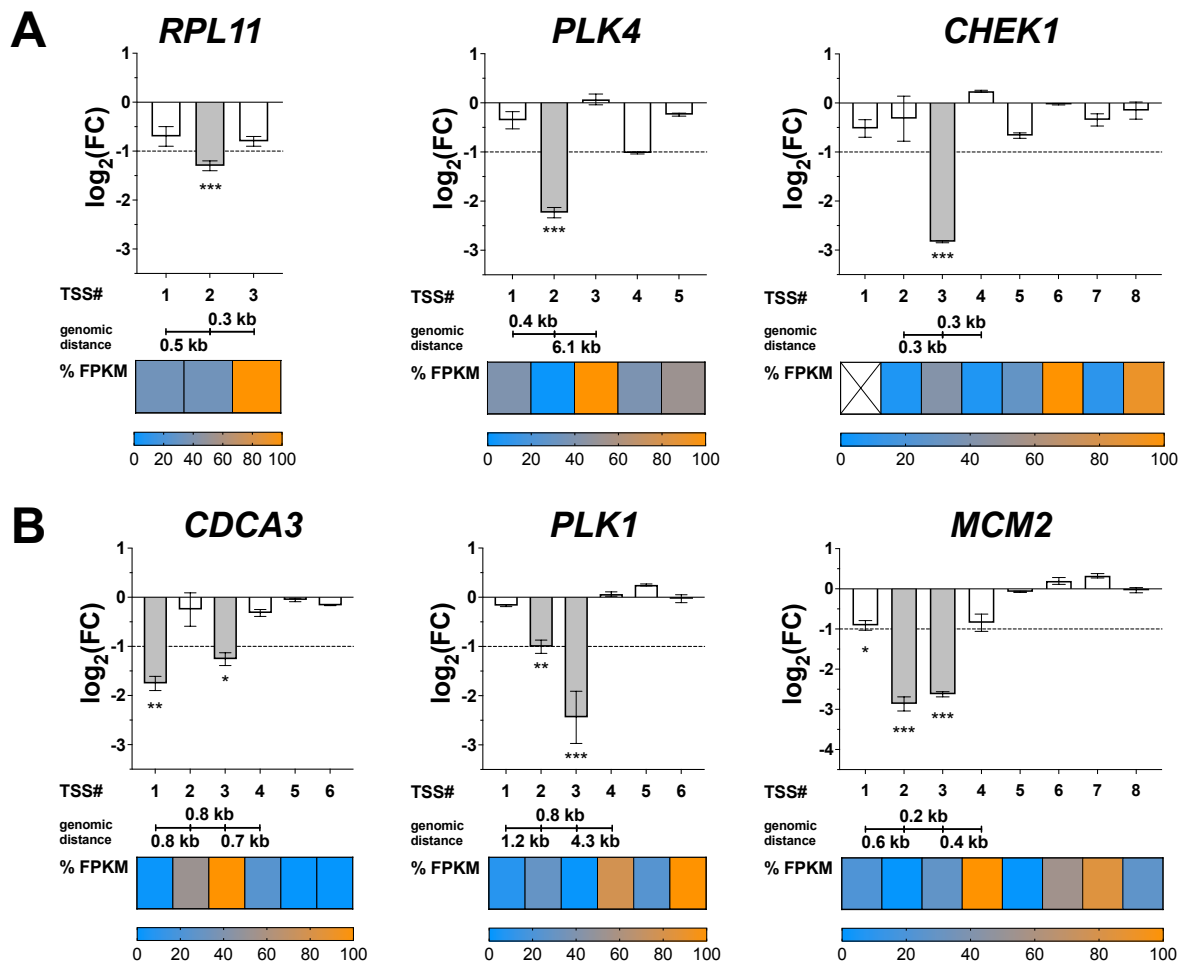 A
RPL11
PLK4
CHEK1
log2(FC)
1
0
-1
-2
-3
***
log2(FC)
1
0
-1
-2
-3
***
log2(FC)
1
0
-1
-2
-3
***
TSS# 1 2 3
TSS# 1 2 3 4 5
TSS# 1 2 3 4 5 6 7 8
genomic distance
0.3 kb
0.5 kb
genomic distance
0.4 kb
6.1 kb
genomic distance
0.3 kb
0.3 kb
% FPKM
% FPKM
% FPKM
0 20 40 60 80 100
0 20 40 60 80 100
0 20 40 60 80 100
B
CDCA3
PLK1
MCM2
log2(FC)
1
0
-1
-2
-3
**
*
log2(FC)
1
0
-1
-2
-3
**
***
log2(FC)
1
0
-1
-2
-3
-4
*
***
***
TSS# 1 2 3 4 5 6
TSS# 1 2 3 4 5 6
TSS# 1 2 3 4 5 6 7 8
genomic distance
0.8 kb
0.8 kb 0.7 kb
genomic distance
0.8 kb
1.2 kb 4.3 kb
genomic distance
0.2 kb
0.6 kb 0.4 kb
% FPKM
% FPKM
% FPKM
0 20 40 60 80 100
0 20 40 60 80 100
0 20 40 60 80 100